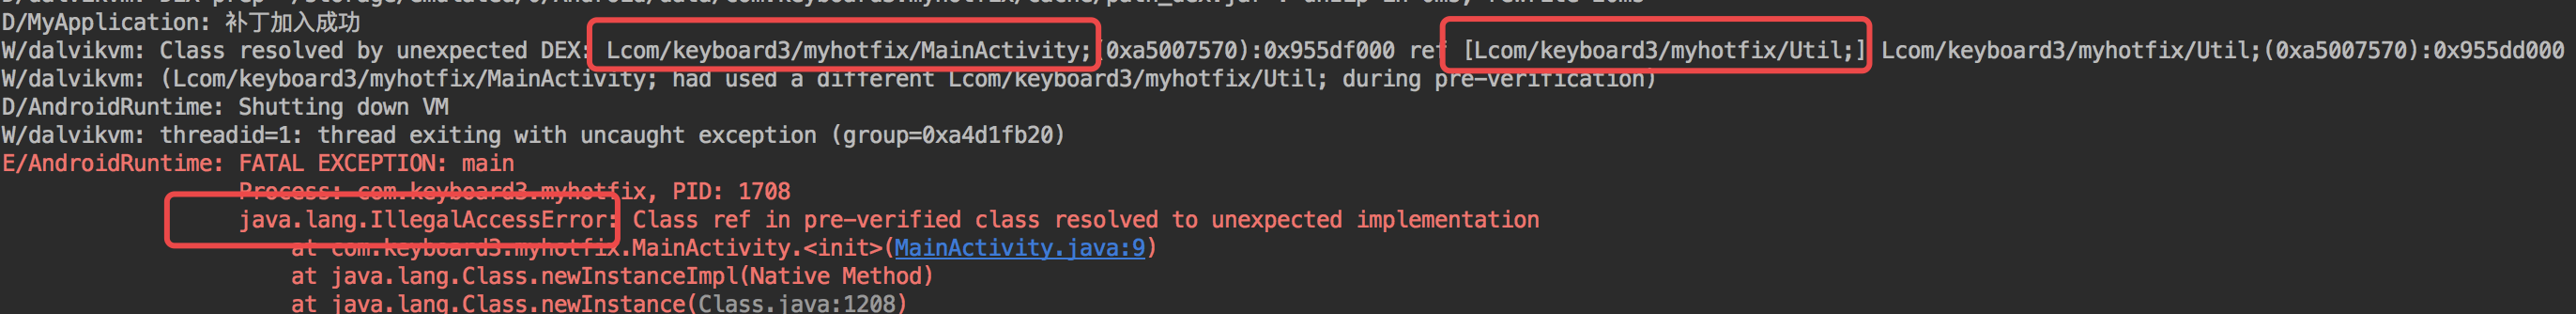 D/MyApplication: 补丁加入成功
W/dalvikvm: Class resolved by unexpected DEX: Lcom/keyboard3/myhotfix/MainActivity;(0xa5007570):0x955df000 ref [Lcom/keyboard3/myhotfix/Util;] Lcom/keyboard3/myhotfix/Util;(0xa5007570):0x955dd000
W/dalvikvm: (Lcom/keyboard3/myhotfix/MainActivity; had used a different Lcom/keyboard3/myhotfix/Util; during pre-verification)
D/AndroidRuntime: Shutting down VM
W/dalvikvm: threadid=1: thread exiting with uncaught exception (group=0xa4d1fb20)
E/AndroidRuntime: FATAL EXCEPTION: main
Process: com.keyboard3.myhotfix, PID: 1708
java.lang.IllegalAccessError: Class ref in pre-verified class resolved to unexpected implementation
at com.keyboard3.myhotfix.MainActivity.<init>(MainActivity.java:9)
at java.lang.Class.newInstanceImpl(Native Method)
at java.lang.Class.newInstance(Class.java:1208)